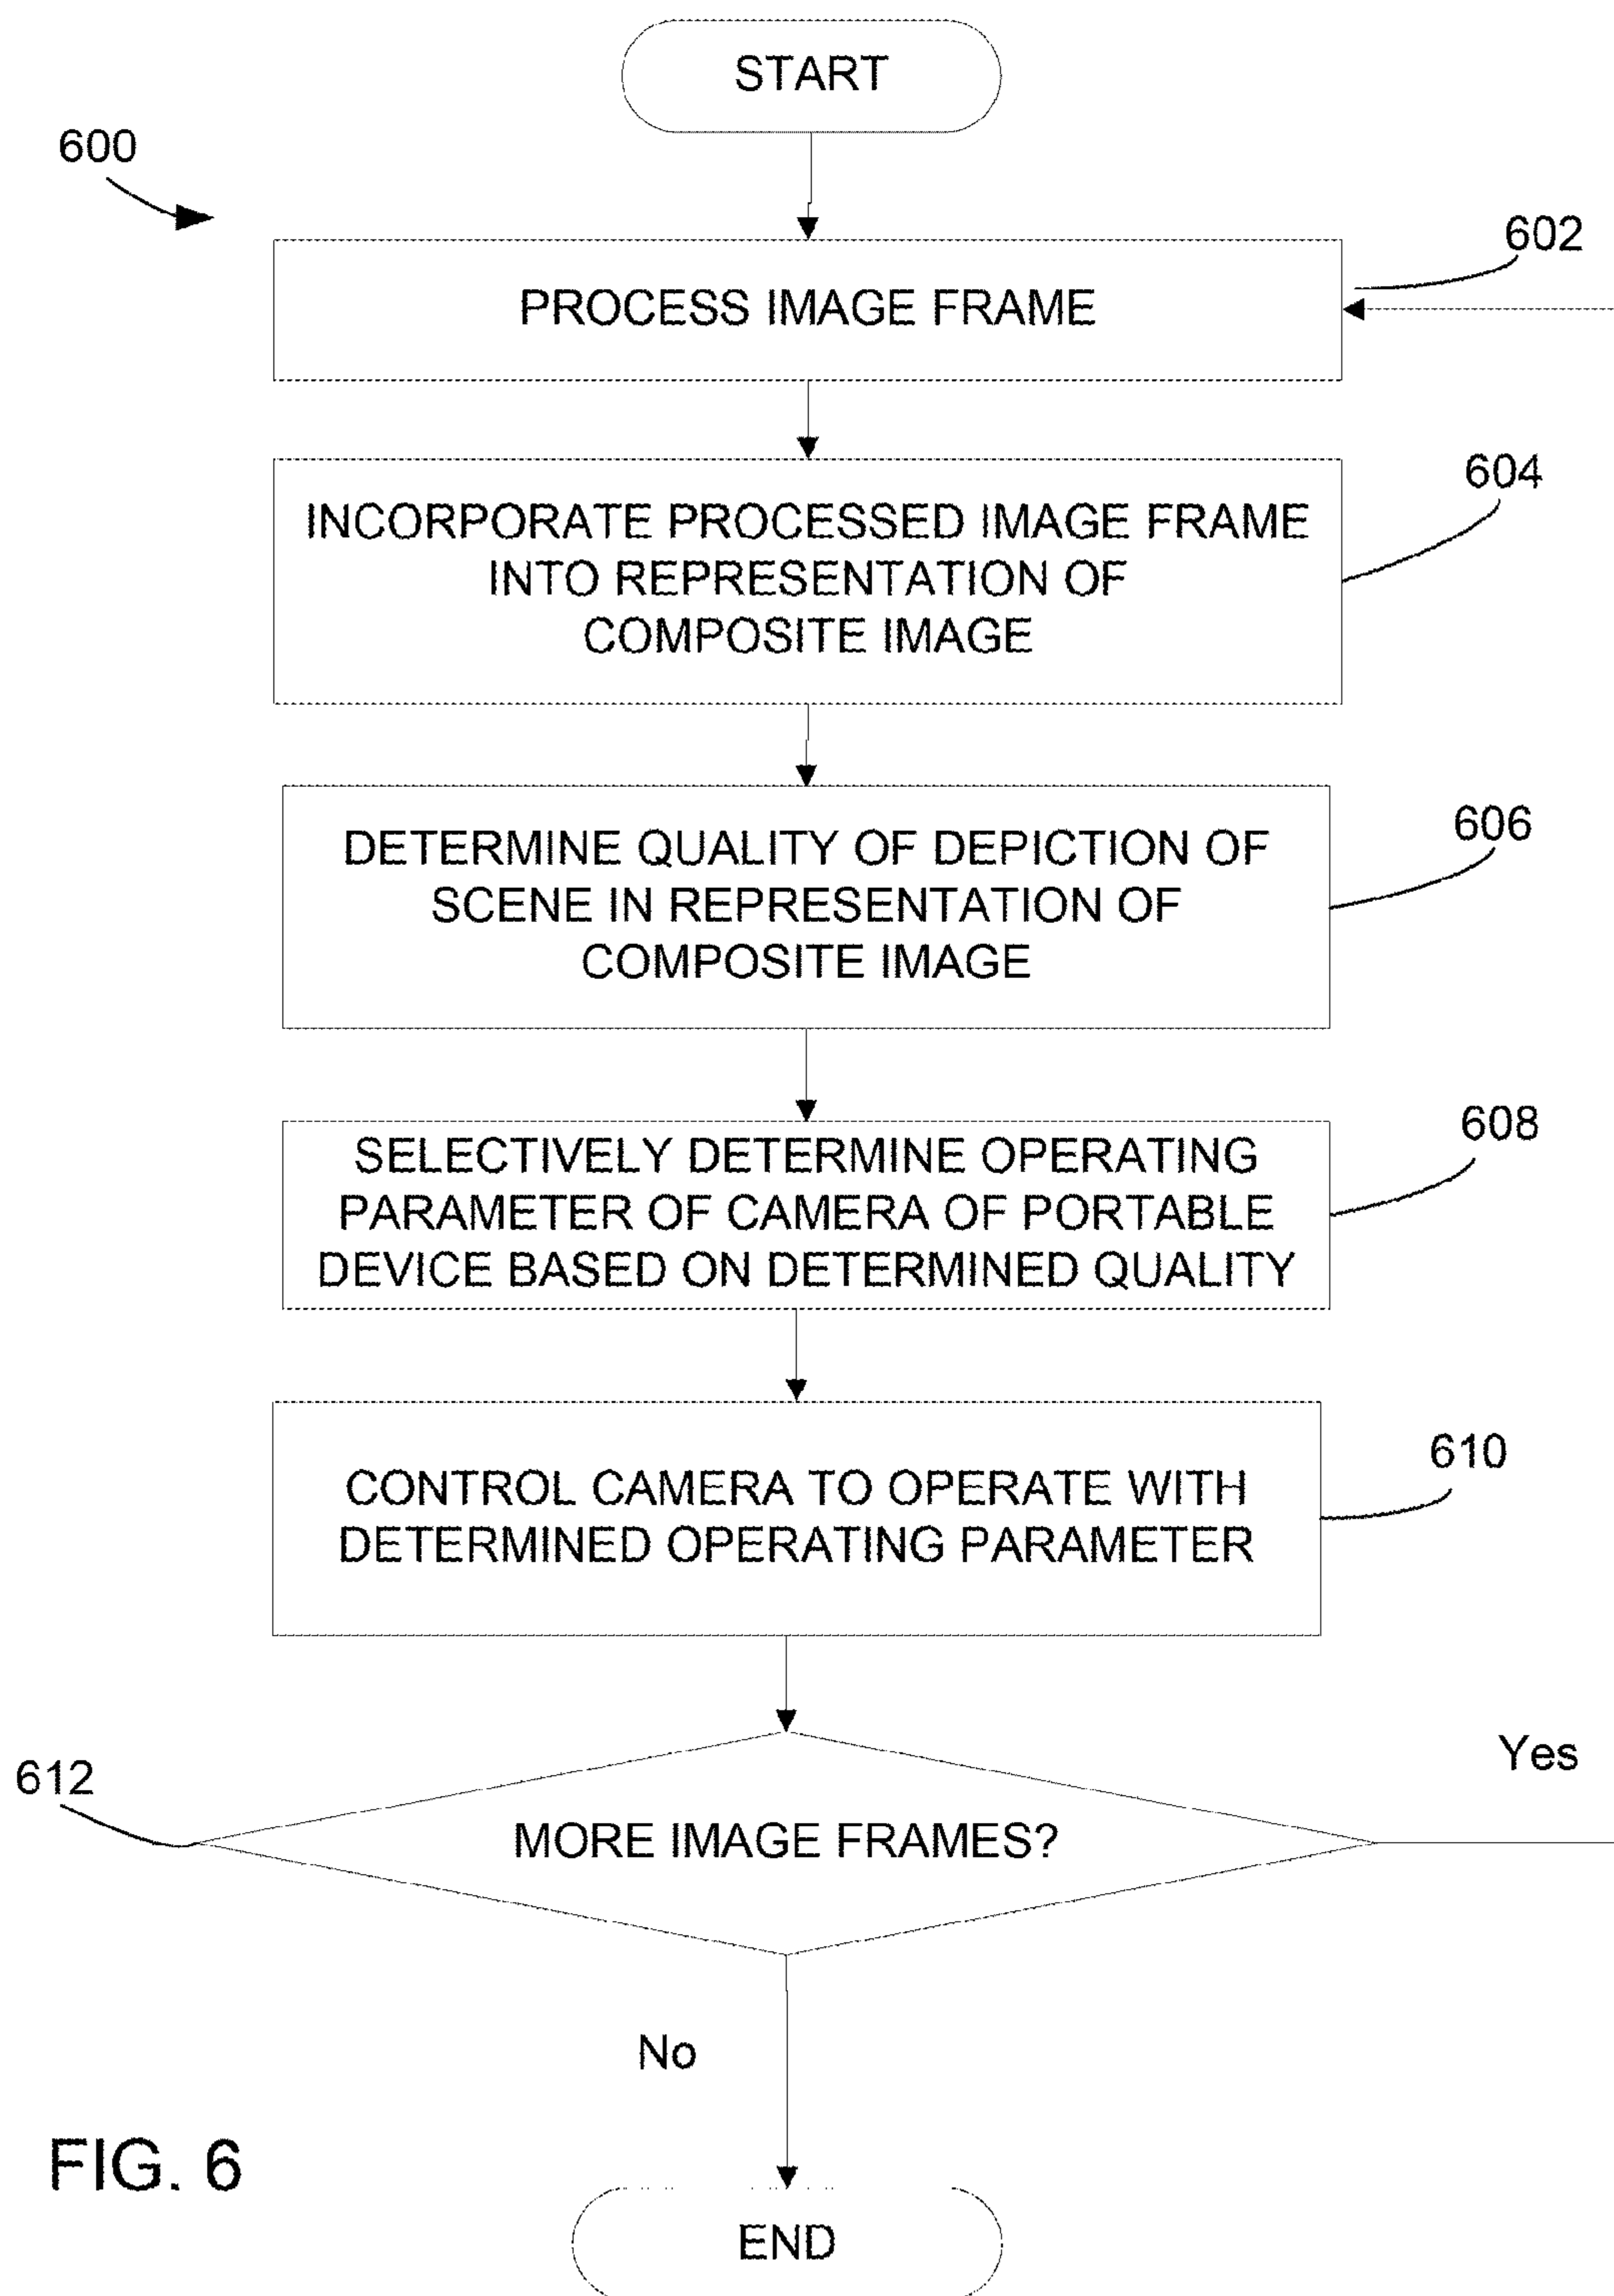 START
600
602
PROCESS IMAGE FRAME
604
INCORPORATE PROCESSED IMAGE FRAME
INTO REPRESENTATION OF
COMPOSITE IMAGE
606
DETERMINE QUALITY OF DEPICTION OF
SCENE IN REPRESENTATION OF
COMPOSITE IMAGE
608
SELECTIVELY DETERMINE OPERATING
PARAMETER OF CAMERA OF PORTABLE
DEVICE BASED ON DETERMINED QUALITY
610
CONTROL CAMERA TO OPERATE WITH
DETERMINED OPERATING PARAMETER
Yes
612
MORE IMAGE FRAMES?
No
FIG. 6
END